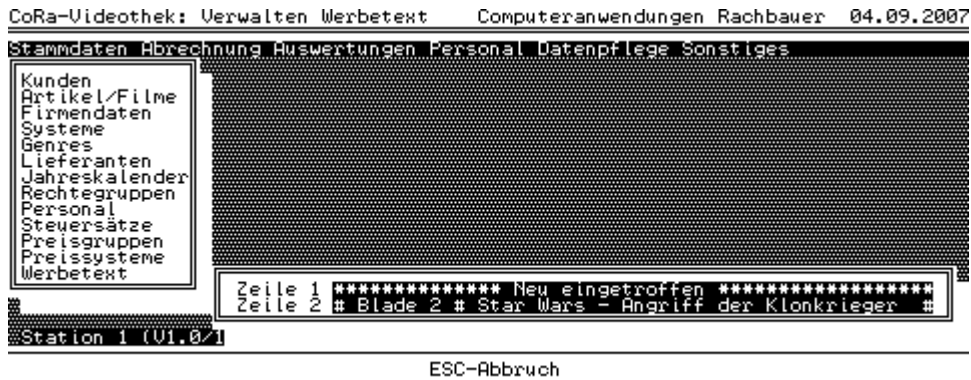 CoRa-Videothek: Verwalten Werbetext Computeranwendungen Rachbauer 04.09.2007
Stammdaten Abrechnung Auswertungen Personal Datenpflege Sonstiges
Kunden
Artikel/Filme
Firmendaten
Systeme
Genres
Lieferanten
Jahreskalender
Rechtegruppen
Personal
Steuersätze
Preisgruppen
Preissysteme
Werbetext
Zeile 1 ************** Neu eingetroffen ******************
Zeile 2 # Blade 2 # Star Wars - Angriff der Klonkrieger #
Station 1 (V1.0/1
ESC-Abbruch